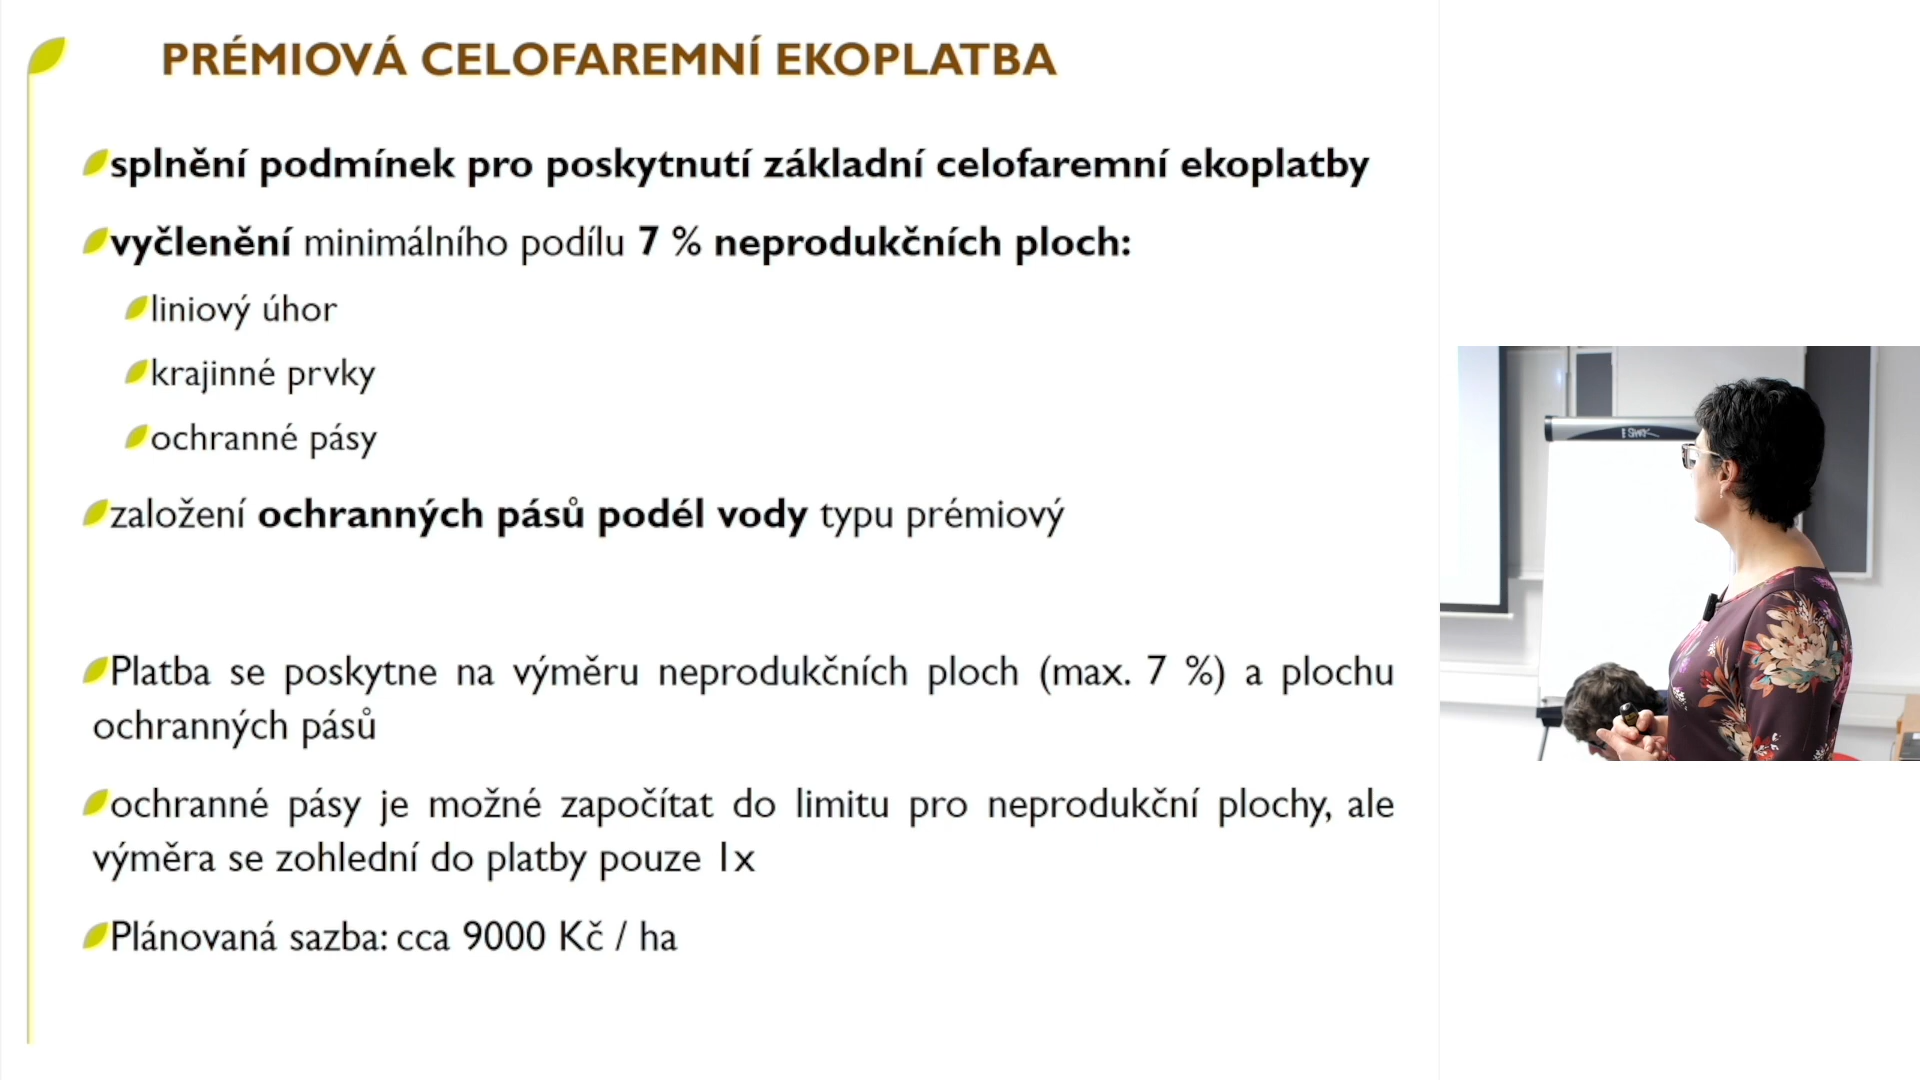 PRÉMIOVÁ CELOFAREMNÍ EKOPLATBA
splnění podmínek pro poskytnutí základní celofaremní ekoplatby
vyčlenění minimálního podílu 7 % neprodukčních ploch:
liniový úhor
krajinné prvky
ochranné pásy
založení ochranných pásů podél vody typu prémiový
Platba se poskytne na výměru neprodukčních ploch (max. 7 %) a plochu
ochranných pásů
ochranné pásy je možné započítat do limitu pro neprodukční plochy, ale
výměra se zohlední do platby pouze 1x
Plánovaná sazba: cca 9000 Kč / ha